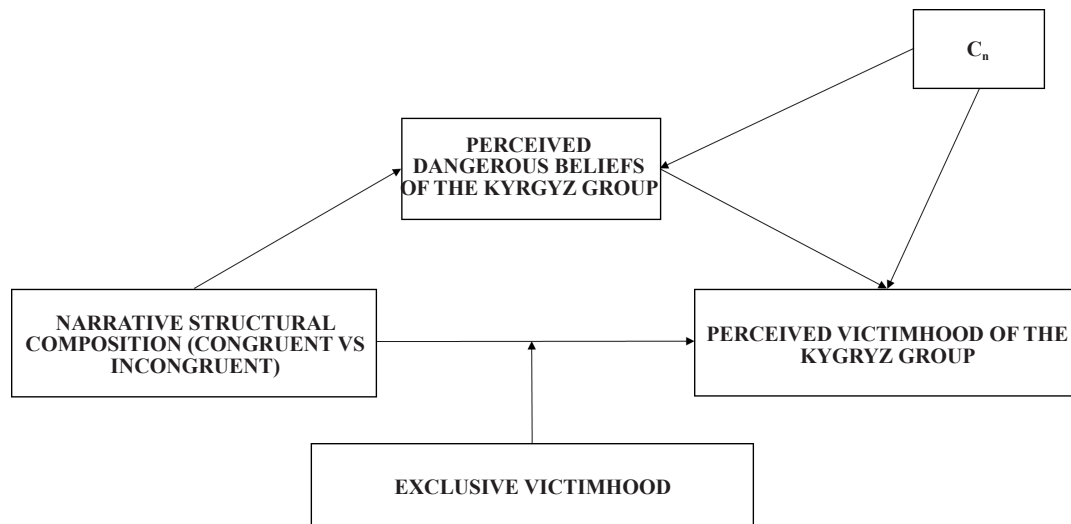 Cn
PERCEIVED
DANGEROUS BELIEFS
OF THE KYRGYZ GROUP
NARRATIVE STRUCTURAL
COMPOSITION (CONGRUENT VS
INCONGRUENT)
PERCEIVED VICTIMHOOD OF THE
KYGRYZ GROUP
EXCLUSIVE VICTIMHOOD